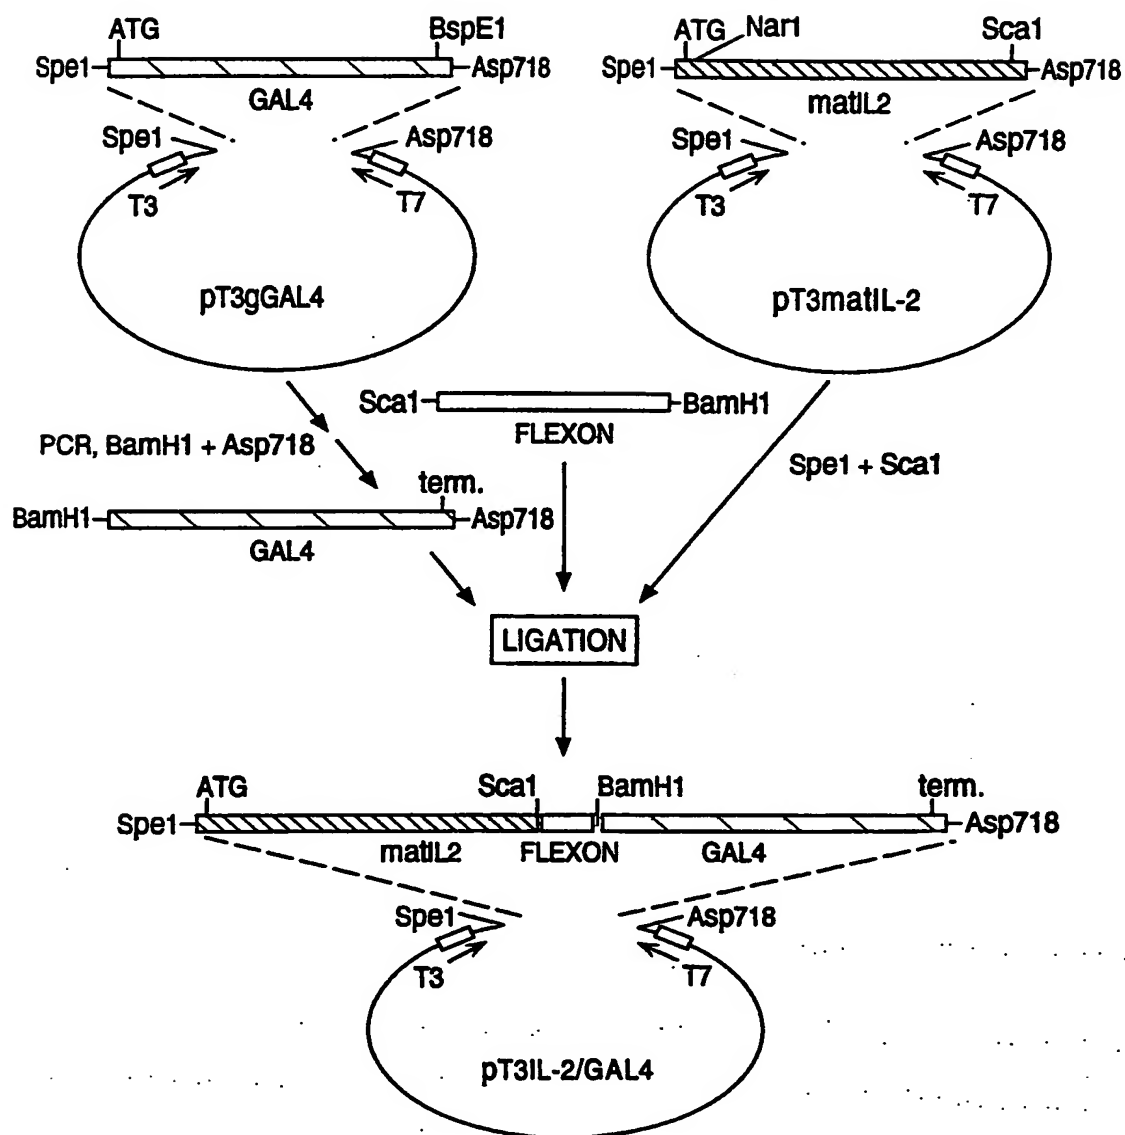 ATG BspE1
Spe1 Asp718
GAL4
Spe1 Asp718
T3 T7
pT3gGAL4
ATG Nar1 Sca1
Spe1 Asp718
matIL2
Spe1 Asp718
T3 T7
pT3matIL-2
Sca1 BamH1
FLEXON
PCR, BamH1 + Asp718
Spe1 + Sca1
term.
BamH1 Asp718
GAL4
LIGATION
ATG Sca1 BamH1 term.
Spe1 Asp718
matIL2 FLEXON GAL4
Spe1 Asp718
T3 T7
pT3IL-2/GAL4